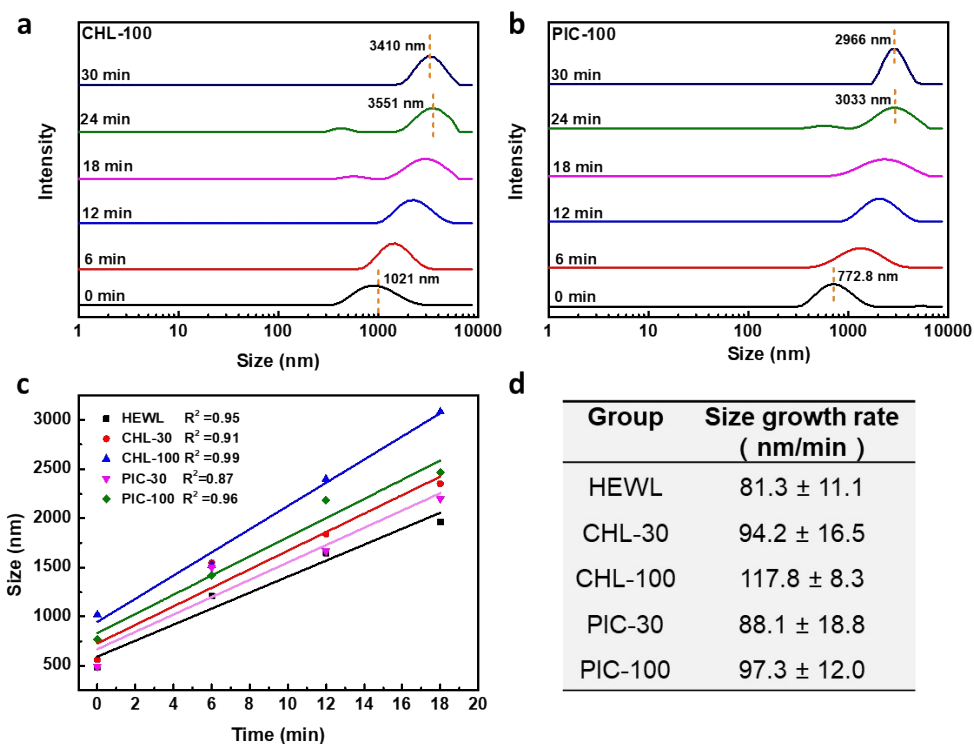 a
CHL-100
3410 nm
30 min
3551 nm
24 min
18 min
12 min
6 min
1021 nm
0 min
Intensity
1 10 100 1000 10000
Size (nm)
b
PIC-100
2966 nm
30 min
3033 nm
24 min
18 min
12 min
6 min
772.8 nm
0 min
Intensity
1 10 100 1000 10000
Size (nm)
c
HEWL R² =0.95
CHL-30 R² =0.91
CHL-100 R² =0.99
PIC-30 R² =0.87
PIC-100 R² =0.96
3000
2500
2000
1500
1000
500
Size (nm)
0 2 4 6 8 10 12 14 16 18 20
Time (min)
d
Group Size growth rate
( nm/min )
HEWL 81.3 ± 11.1
CHL-30 94.2 ± 16.5
CHL-100 117.8 ± 8.3
PIC-30 88.1 ± 18.8
PIC-100 97.3 ± 12.0